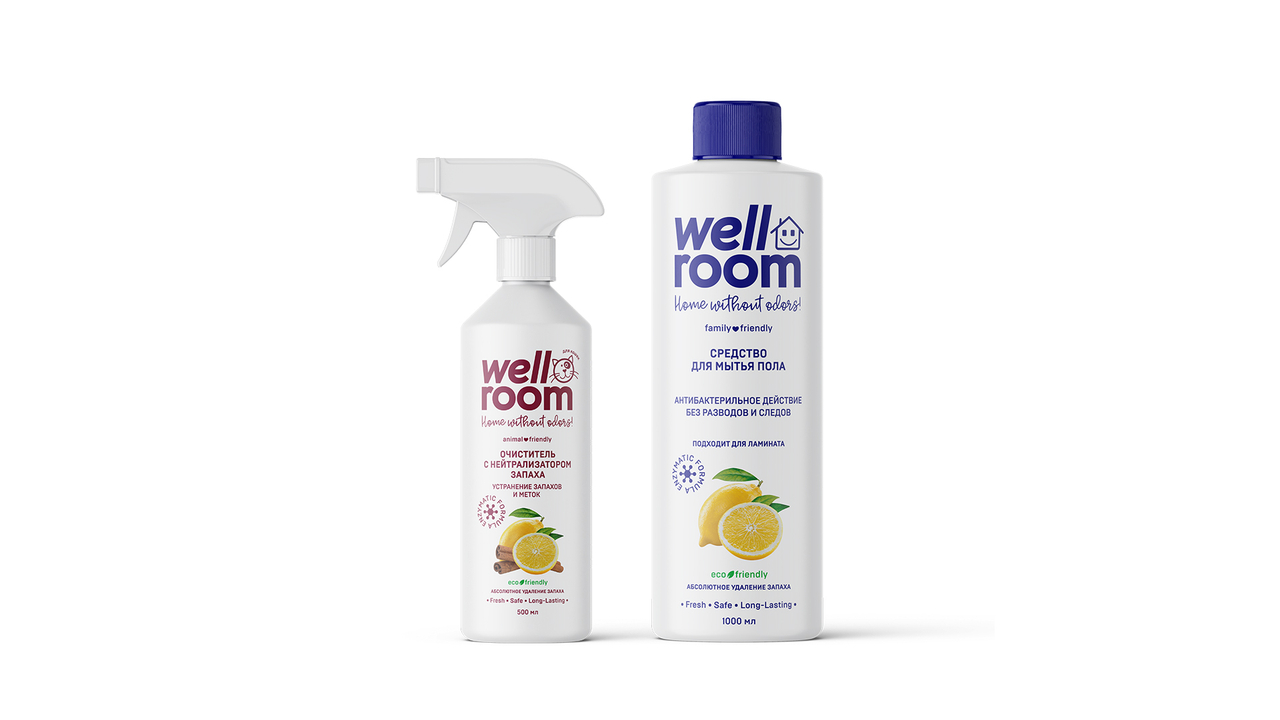 для кошек
well
room
Home without odors!
animal friendly
ОЧИСТИТЕЛЬ
С НЕЙТРАЛИЗАТОРОМ
ЗАПАХА
УСТРАНЕНИЕ ЗАПАХОВ
И МЕТОК
ENZYMATIC FORMULA
eco friendly
АБСОЛЮТНОЕ УДАЛЕНИЕ ЗАПАХА
• Fresh • Safe • Long-Lasting •
500 мл
well
room
Home without odors!
family friendly
СРЕДСТВО
ДЛЯ МЫТЬЯ ПОЛА
АНТИБАКТЕРИЛЬНОЕ ДЕЙСТВИЕ
БЕЗ РАЗВОДОВ И СЛЕДОВ
ПОДХОДИТ ДЛЯ ЛАМИНАТА
ENZYMATIC FORMULA
eco friendly
АБСОЛЮТНОЕ УДАЛЕНИЕ ЗАПАХА
• Fresh • Safe • Long-Lasting •
1000 мл